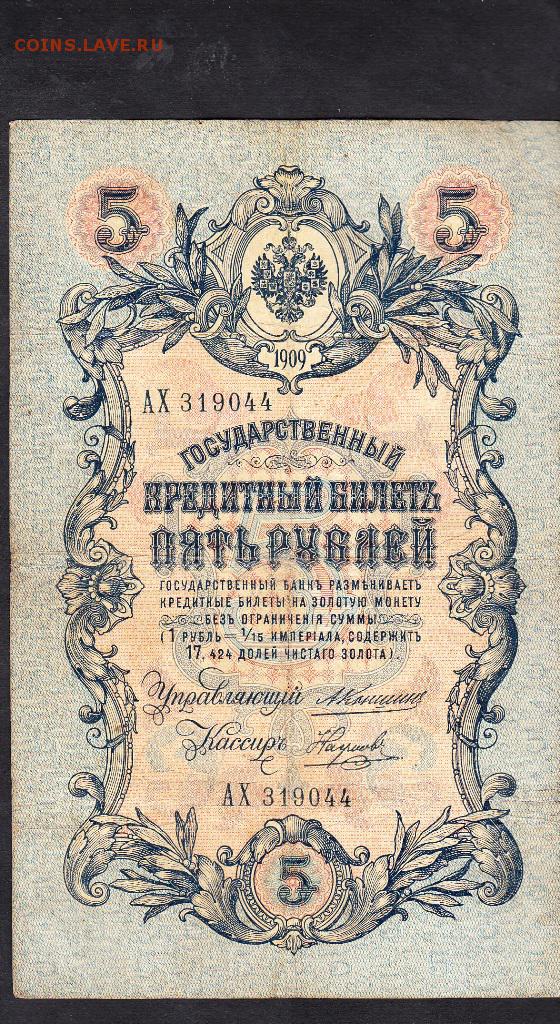 COINS.LAVE.RU
5 5
1909
АХ 319044
ГОСУДАРСТВЕННЫЙ
КРЕДИТНЫЙ БИЛЕТЪ
ПЯТЬ РУБЛЕЙ
ГОСУДАРСТВЕННЫЙ БАНКЪ РАЗМѢНИВАЕТЪ
КРЕДИТНЫЕ БИЛЕТЫ НА ЗОЛОТУЮ МОНЕТУ
БЕЗЪ ОГРАНИЧЕНІЯ СУММЫ
(1 РУБЛЬ — 1/15 ИМПЕРІАЛА, СОДЕРЖИТЪ
17, 424 ДОЛЕЙ ЧИСТАГО ЗОЛОТА).
Управляющій АКоншинъ
Кассиръ Наумовъ
АХ 319044
5